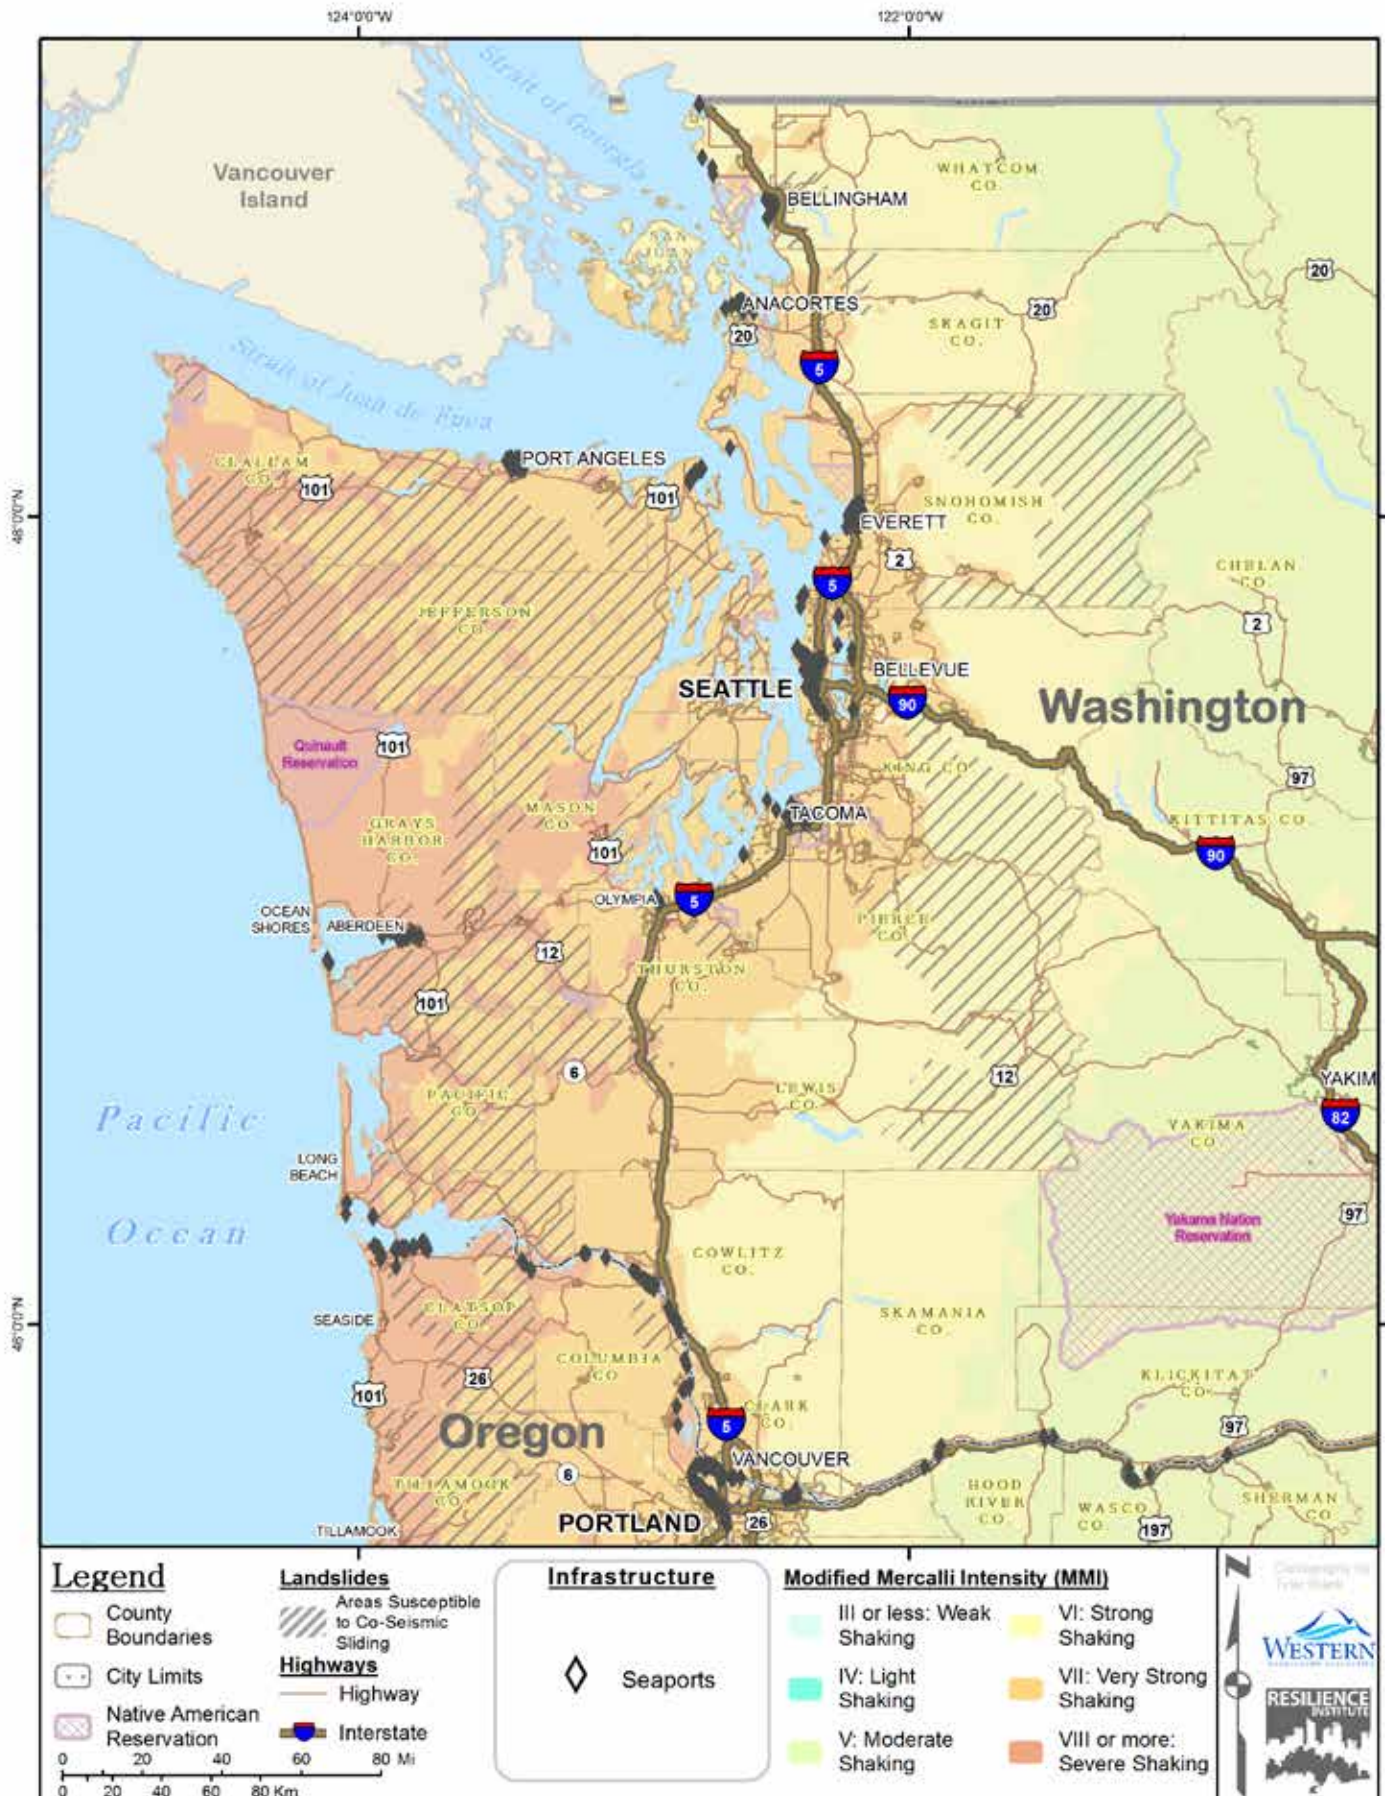 124°0'0"W
122°0'0"W
Strait of Georgia
Vancouver
Island
WHATCOM
CO.
BELLINGHAM
SAN
JUAN
20
ANACORTES
20
20
SKAGIT
CO.
5
Strait of Juan de Fuca
PORT ANGELES
CLALLAM
CO.
101
101
48°0'0"N
SNOHOMISH
CO.
EVERETT
2
5
CHELAN
CO.
JEFFERSON
CO.
2
BELLEVUE
SEATTLE
90
Washington
Quinault
Reservation
101
KING CO.
97
MASON
CO.
TACOMA
GRAYS
HARBOR
CO.
KITTITAS CO.
101
90
OLYMPIA
5
OCEAN
SHORES
ABERDEEN
PIERCE
CO.
12
THURSTON
CO.
101
6
12
YAKIM
LEWIS
CO.
PACIFIC
CO.
82
Pacific
Ocean
YAKIMA
CO.
LONG
BEACH
97
Yakama Nation
Reservation
COWLITZ
CO.
CLATSOP
CO.
SKAMANIA
CO.
46°0'0"N
SEASIDE
COLUMBIA
CO.
26
KLICKITAT
CO.
101
CLARK
CO.
5
97
Oregon
VANCOUVER
6
TILLAMOOK
CO.
HOOD
RIVER
CO.
WASCO
CO.
SHERMAN
CO.
PORTLAND
26
197
TILLAMOOK
Legend
County
Boundaries
City Limits
Native American
Reservation
0 20 40 60 80 Mi
0 20 40 60 80 Km
Landslides
Areas Susceptible
to Co-Seismic
Sliding
Highways
Highway
Interstate
Infrastructure
Seaports
Modified Mercalli Intensity (MMI)
III or less: Weak
Shaking
IV: Light
Shaking
V: Moderate
Shaking
VI: Strong
Shaking
VII: Very Strong
Shaking
VIII or more:
Severe Shaking
N
WESTERN
RESILIENCE
INSTITUTE